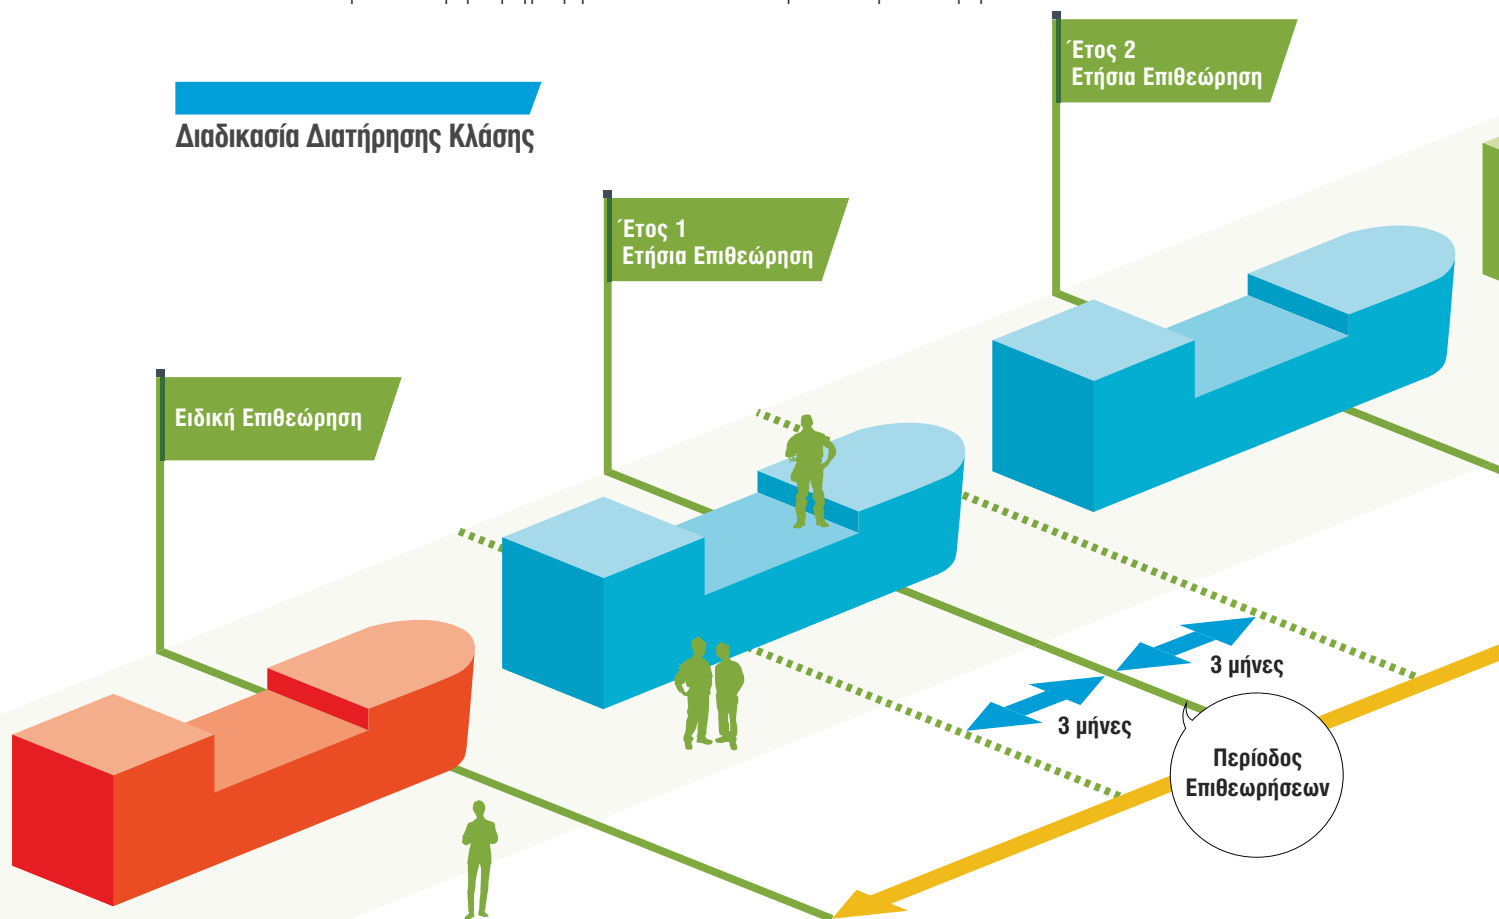 Διαδικασία Διατήρησης Κλάσης
Έτος 2
Ετήσια Επιθεώρηση
Έτος 1
Ετήσια Επιθεώρηση
Ειδική Επιθεώρηση
3 μήνες
3 μήνες
Περίοδος
Επιθεωρήσεων